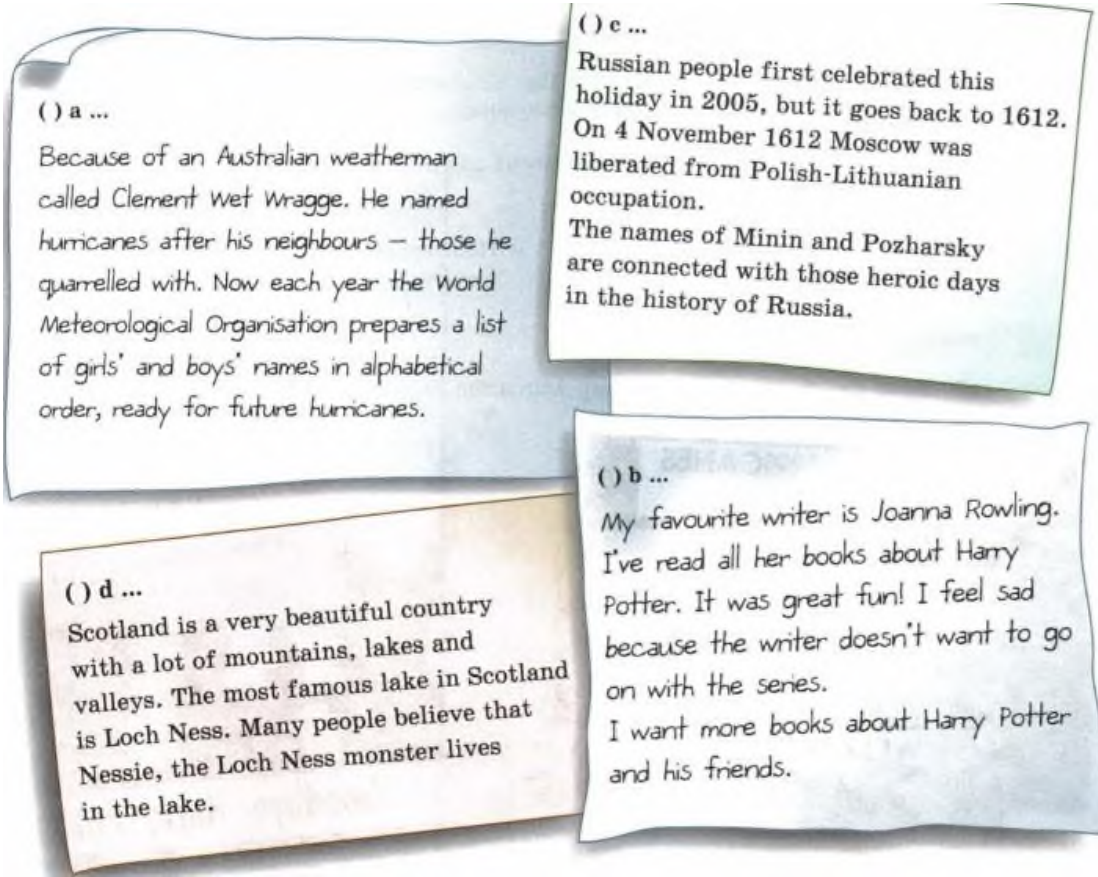 ( ) a ...
Because of an Australian weatherman
called Clement Wet Wragge. He named
hurricanes after his neighbours – those he
quarrelled with. Now each year the World
Meteorological Organisation prepares a list
of girls' and boys' names in alphabetical
order, ready for future hurricanes.
( ) c ...
Russian people first celebrated this
holiday in 2005, but it goes back to 1612.
On 4 November 1612 Moscow was
liberated from Polish-Lithuanian
occupation.
The names of Minin and Pozharsky
are connected with those heroic days
in the history of Russia.
( ) d ...
Scotland is a very beautiful country
with a lot of mountains, lakes and
valleys. The most famous lake in Scotland
is Loch Ness. Many people believe that
Nessie, the Loch Ness monster lives
in the lake.
( ) b ...
My favourite writer is Joanna Rowling.
I've read all her books about Harry
Potter. It was great fun! I feel sad
because the writer doesn't want to go
on with the series.
I want more books about Harry Potter
and his friends.